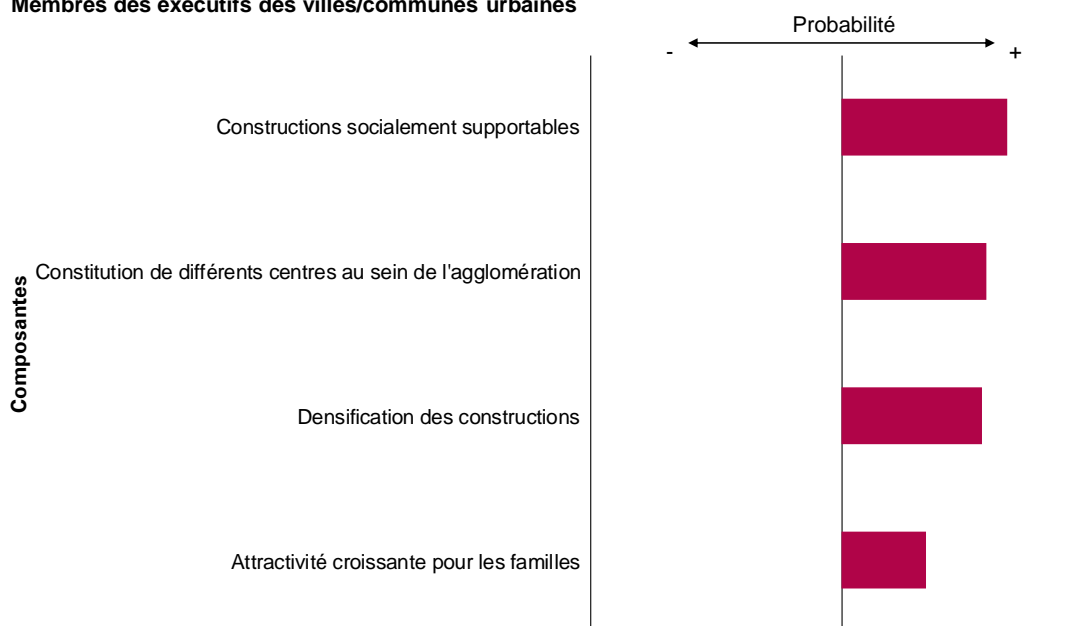 Membres des exécutifs des villes/communes urbaines
Probabilité
- +
Constructions socialement supportables
Constitution de différents centres au sein de l'agglomération
Composantes
Densification des constructions
Attractivité croissante pour les familles